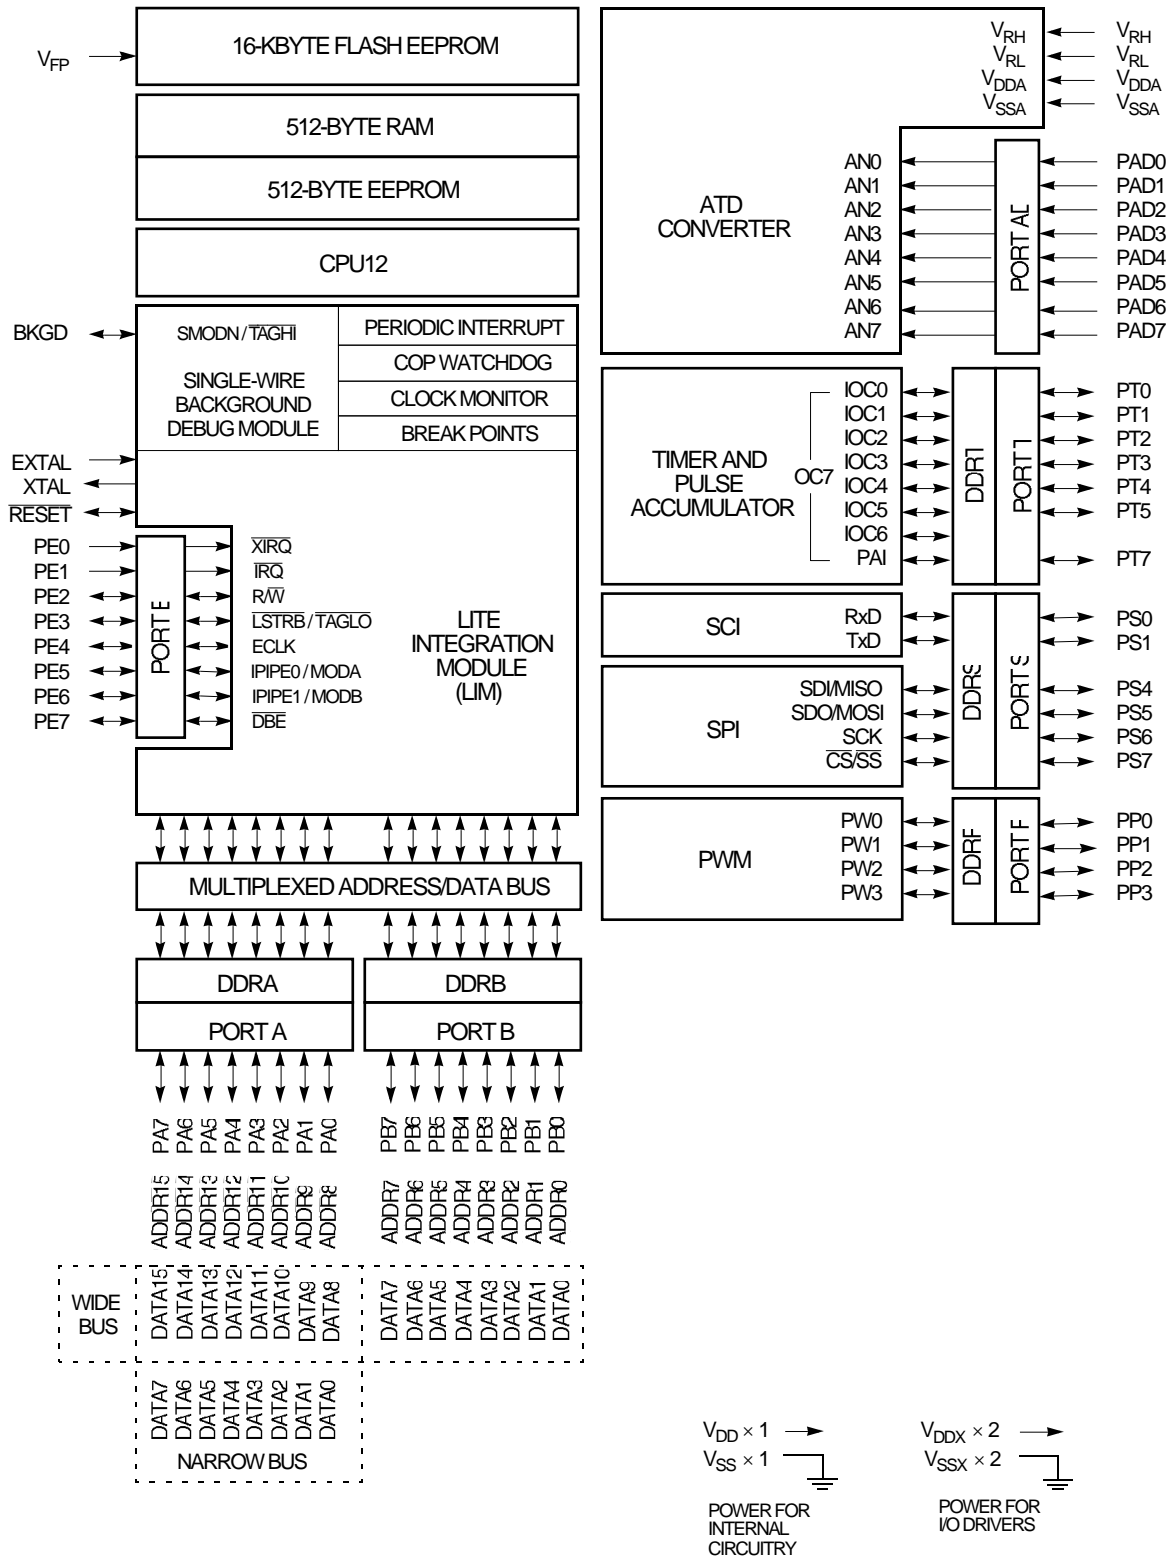 16-KBYTE FLASH EEPROM
VFP
512-BYTE RAM
512-BYTE EEPROM
CPU12
BKGD
SMODN / TAGHI
SINGLE-WIRE
BACKGROUND
DEBUG MODULE
PERIODIC INTERRUPT
COP WATCHDOG
CLOCK MONITOR
BREAK POINTS
EXTAL
XTAL
RESET
PE0
PE1
PE2
PE3
PE4
PE5
PE6
PE7
PORT E
XIRQ
IRQ
R/W
LSTRB / TAGLO
ECLK
IPIPE0 / MODA
IPIPE1 / MODB
DBE
LITE
INTEGRATION
MODULE
(LIM)
MULTIPLEXED ADDRESS/DATA BUS
DDRA
PORT A
DDRB
PORT B
PA7
PA6
PA5
PA4
PA3
PA2
PA1
PA0
PB7
PB6
PB5
PB4
PB3
PB2
PB1
PB0
ADDR15
ADDR14
ADDR13
ADDR12
ADDR11
ADDR10
ADDR9
ADDR8
ADDR7
ADDR6
ADDR5
ADDR4
ADDR3
ADDR2
ADDR1
ADDR0
WIDE
BUS
DATA15
DATA14
DATA13
DATA12
DATA11
DATA10
DATA9
DATA8
DATA7
DATA6
DATA5
DATA4
DATA3
DATA2
DATA1
DATA0
DATA7
DATA6
DATA5
DATA4
DATA3
DATA2
DATA1
DATA0
NARROW BUS
ATD
CONVERTER
VRH
VRL
VDDA
VSSA
VRH
VRL
VDDA
VSSA
AN0
AN1
AN2
AN3
AN4
AN5
AN6
AN7
PORT AD
PAD0
PAD1
PAD2
PAD3
PAD4
PAD5
PAD6
PAD7
TIMER AND
PULSE
ACCUMULATOR
OC7
IOC0
IOC1
IOC2
IOC3
IOC4
IOC5
IOC6
PAI
DDRT
PORT T
PT0
PT1
PT2
PT3
PT4
PT5
PT7
SCI
RxD
TxD
SPI
SDI/MISO
SDO/MOSI
SCK
CS/SS
DDRS
PORT S
PS0
PS1
PS4
PS5
PS6
PS7
PWM
PW0
PW1
PW2
PW3
DDRP
PORT P
PP0
PP1
PP2
PP3
VDD × 1
VSS × 1
POWER FOR
INTERNAL
CIRCUITRY
VDDX × 2
VSSX × 2
POWER FOR
I/O DRIVERS